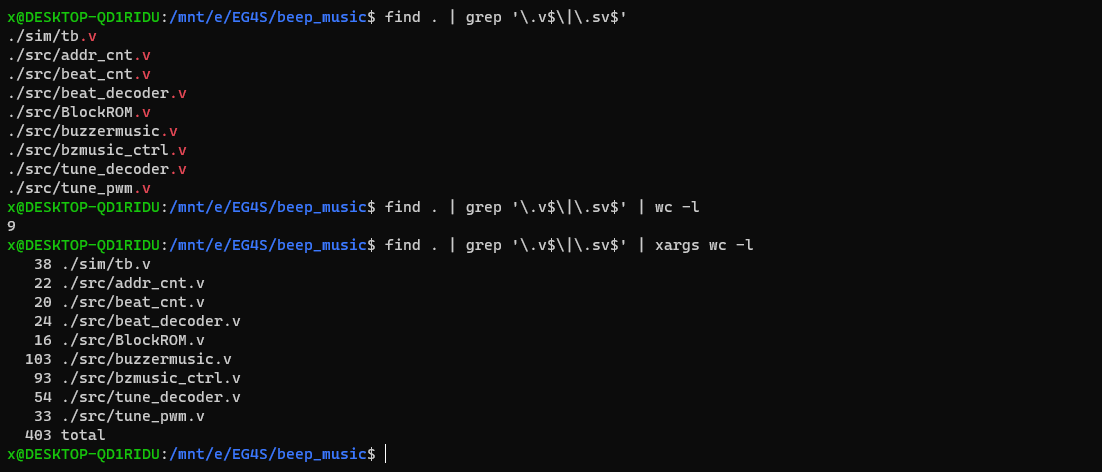 x@DESKTOP-QD1RIDU:/mnt/e/EG4S/beep_music$ find . | grep '\.v$\|\.sv$'
./sim/tb.v
./src/addr_cnt.v
./src/beat_cnt.v
./src/beat_decoder.v
./src/BlockROM.v
./src/buzzermusic.v
./src/bzmusic_ctrl.v
./src/tune_decoder.v
./src/tune_pwm.v
x@DESKTOP-QD1RIDU:/mnt/e/EG4S/beep_music$ find . | grep '\.v$\|\.sv$' | wc -l
9
x@DESKTOP-QD1RIDU:/mnt/e/EG4S/beep_music$ find . | grep '\.v$\|\.sv$' | xargs wc -l
38 ./sim/tb.v
22 ./src/addr_cnt.v
20 ./src/beat_cnt.v
24 ./src/beat_decoder.v
16 ./src/BlockROM.v
103 ./src/buzzermusic.v
93 ./src/bzmusic_ctrl.v
54 ./src/tune_decoder.v
33 ./src/tune_pwm.v
403 total
x@DESKTOP-QD1RIDU:/mnt/e/EG4S/beep_music$